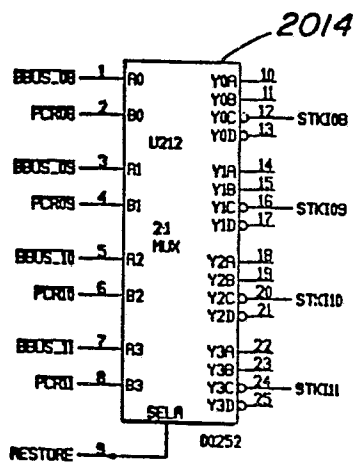 2014
BBUS_08 1 A0 Y0A 10
Y0B 11
PCR08 2 B0 Y0C 12 STKI08
U212 Y0D 13
BBUS_09 3 A1 Y1A 14
Y1B 15
PCR09 4 B1 Y1C 16 STKI09
2:1 Y1D 17
MUX
BBUS_10 5 A2 Y2A 18
Y2B 19
PCR10 6 B2 Y2C 20 STKI10
Y2D 21
BBUS_11 7 A3 Y3A 22
Y3B 23
PCR11 8 B3 Y3C 24 STKI11
Y3D 25
SELA
DQ252
RESTORE 9